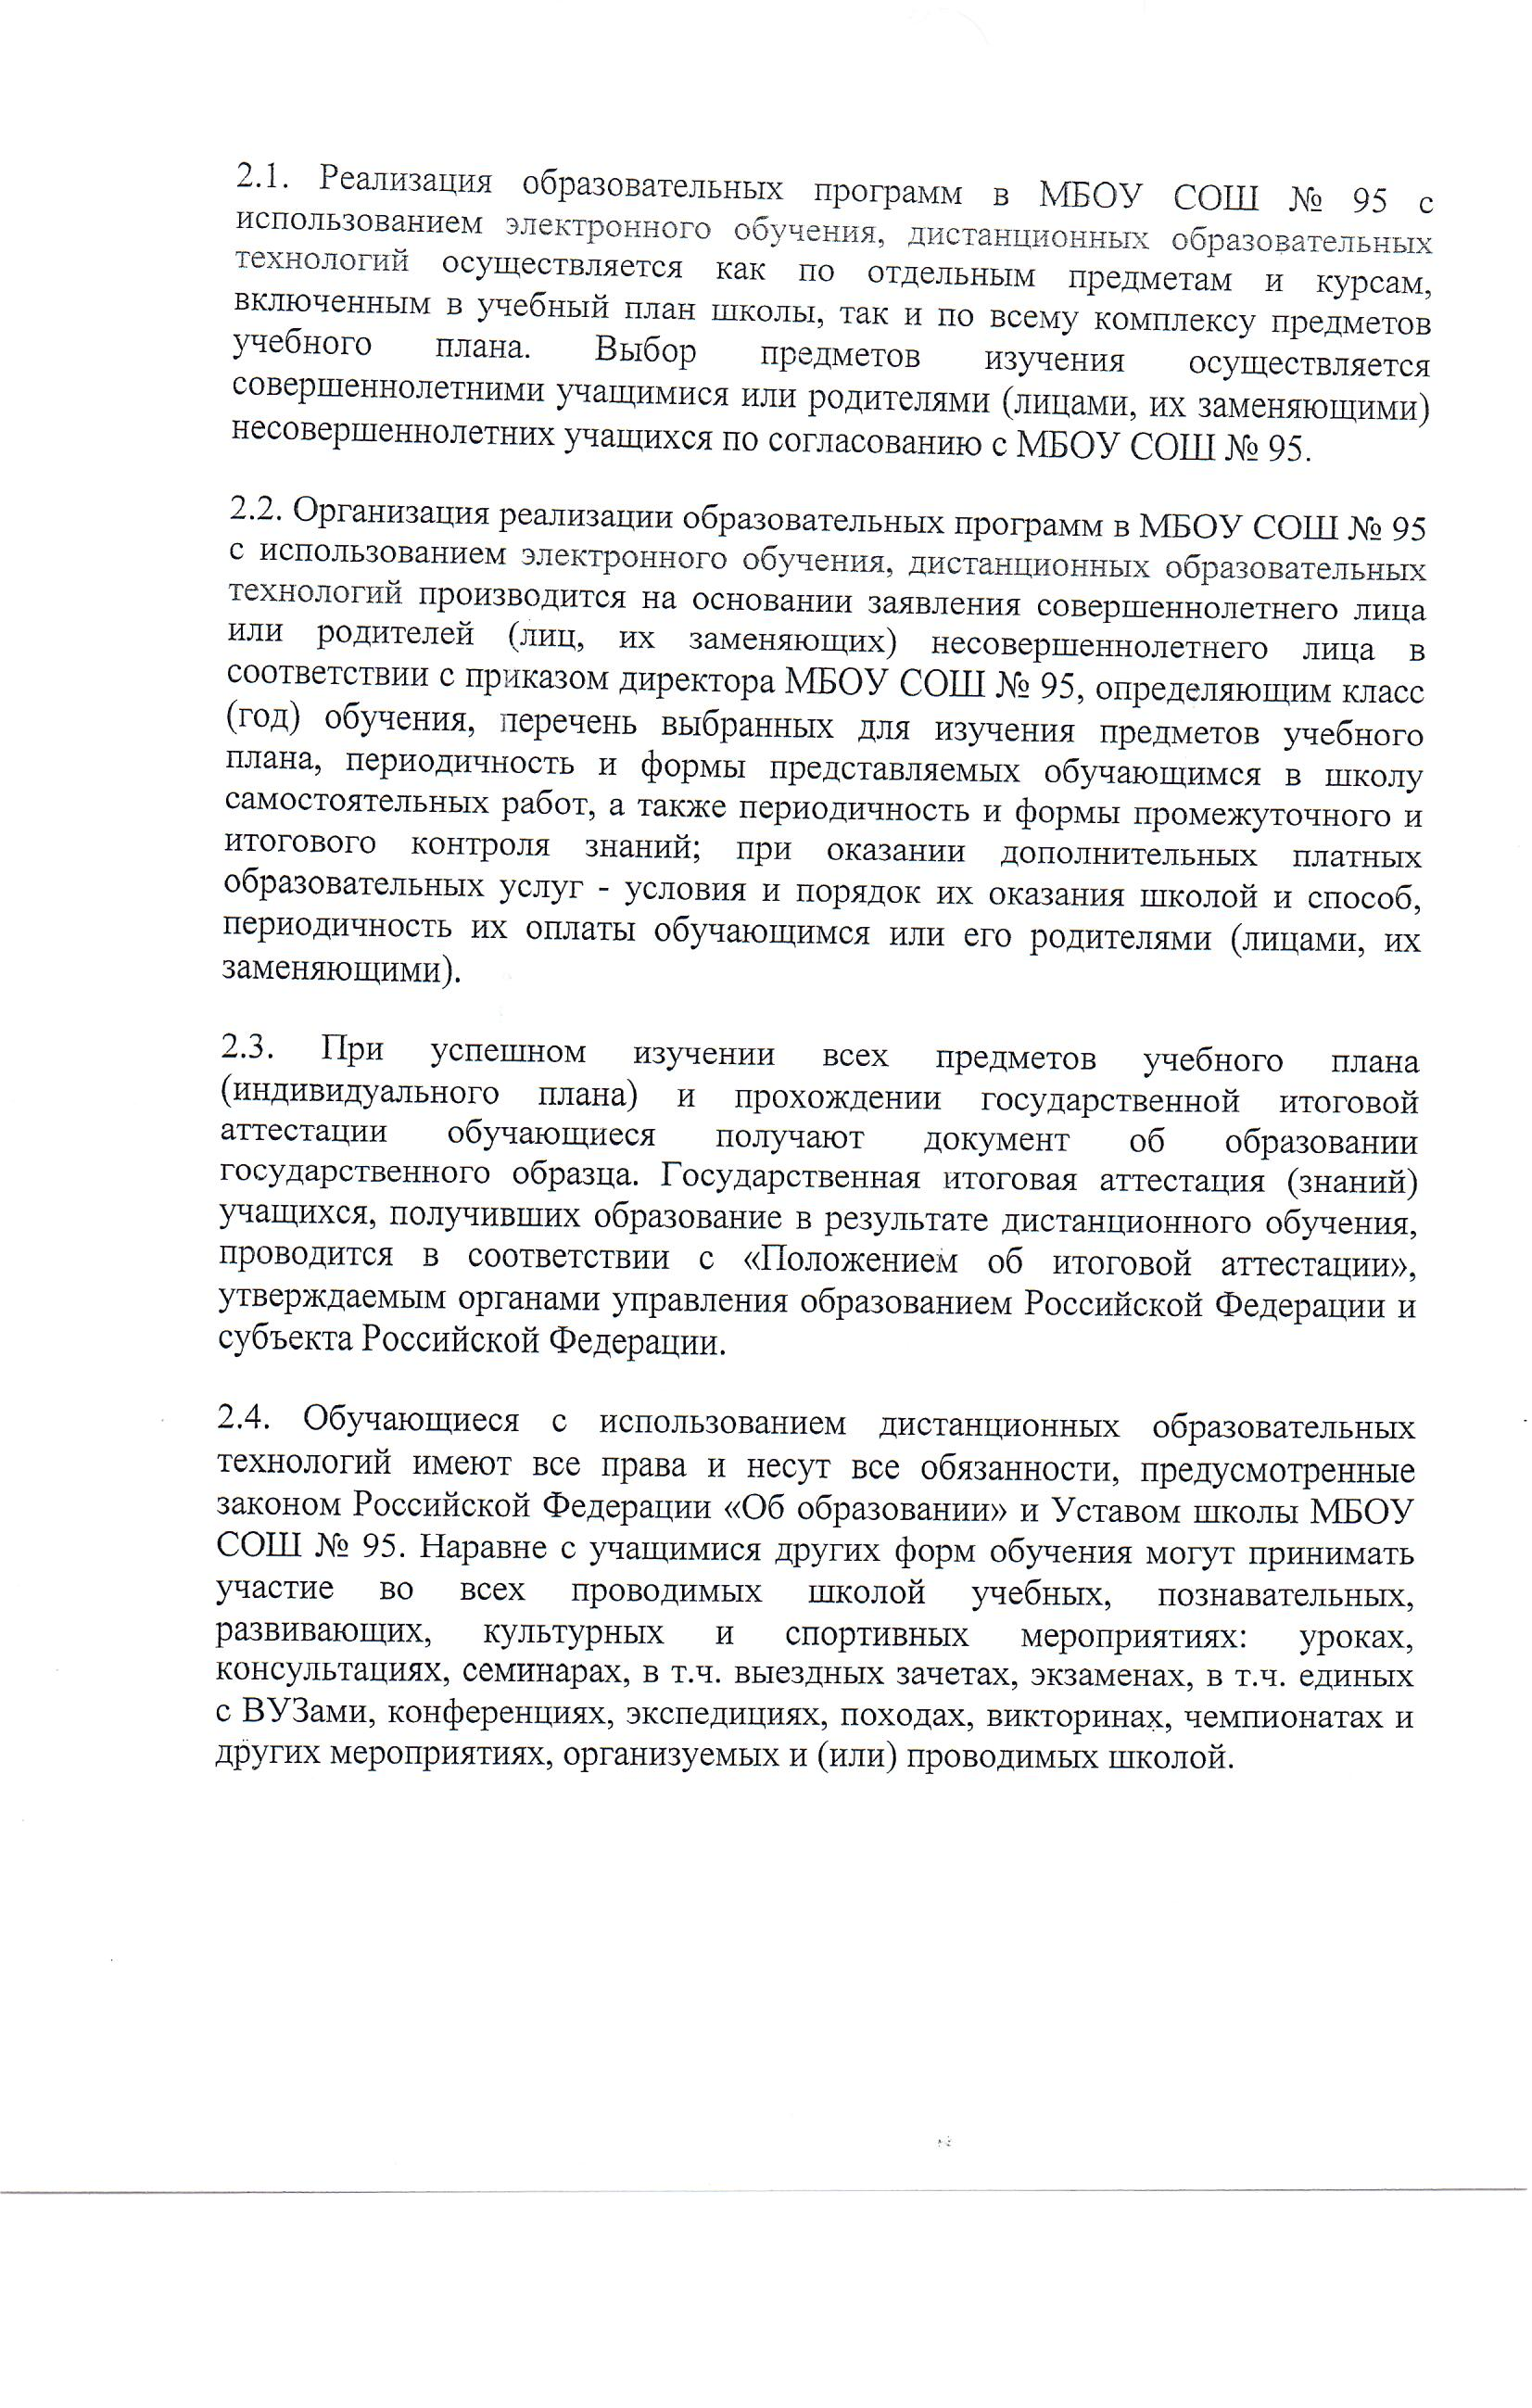 2.1. Реализация образовательных программ в МБОУ СОШ № 95 с
использованием электронного обучения, дистанционных образовательных
технологий осуществляется как по отдельным предметам и курсам,
включенным в учебный план школы, так и по всему комплексу предметов
учебного плана. Выбор предметов изучения осуществляется
совершеннолетними учащимися или родителями (лицами, их заменяющими)
несовершеннолетних учащихся по согласованию с МБОУ СОШ № 95.
2.2. Организация реализации образовательных программ в МБОУ СОШ № 95
с использованием электронного обучения, дистанционных образовательных
технологий производится на основании заявления совершеннолетнего лица
или родителей (лиц, их заменяющих) несовершеннолетнего лица в
соответствии с приказом директора МБОУ СОШ № 95, определяющим класс
(год) обучения, перечень выбранных для изучения предметов учебного
плана, периодичность и формы представляемых обучающимся в школу
самостоятельных работ, а также периодичность и формы промежуточного и
итогового контроля знаний; при оказании дополнительных платных
образовательных услуг - условия и порядок их оказания школой и способ,
периодичность их оплаты обучающимся или его родителями (лицами, их
заменяющими).
2.3. При успешном изучении всех предметов учебного плана
(индивидуального плана) и прохождении государственной итоговой
аттестации обучающиеся получают документ об образовании
государственного образца. Государственная итоговая аттестация (знаний)
учащихся, получивших образование в результате дистанционного обучения,
проводится в соответствии с «Положением об итоговой аттестации»,
утверждаемым органами управления образованием Российской Федерации и
субъекта Российской Федерации.
2.4. Обучающиеся с использованием дистанционных образовательных
технологий имеют все права и несут все обязанности, предусмотренные
законом Российской Федерации «Об образовании» и Уставом школы МБОУ
СОШ № 95. Наравне с учащимися других форм обучения могут принимать
участие во всех проводимых школой учебных, познавательных,
развивающих, культурных и спортивных мероприятиях: уроках,
консультациях, семинарах, в т.ч. выездных зачетах, экзаменах, в т.ч. единых
с ВУЗами, конференциях, экспедициях, походах, викторинах, чемпионатах и
других мероприятиях, организуемых и (или) проводимых школой.